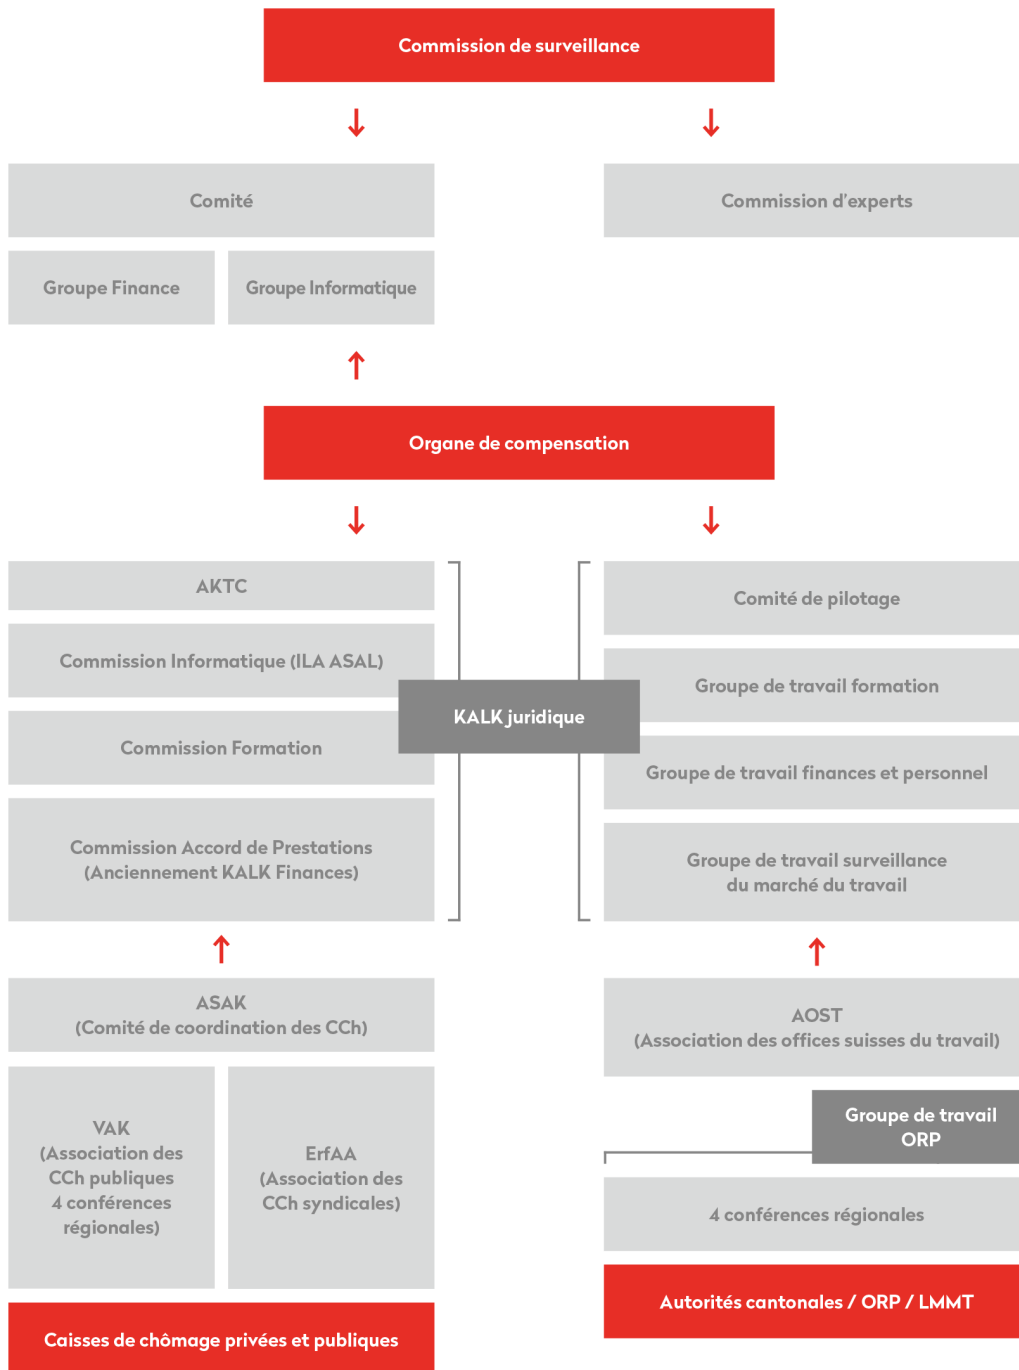 Commission de surveillance
Comité
Commission d’experts
Groupe Finance
Groupe Informatique
Organe de compensation
AKTC
Commission Informatique (ILA ASAL)
Commission Formation
Commission Accord de Prestations
(Anciennement KALK Finances)
KALK juridique
Comité de pilotage
Groupe de travail formation
Groupe de travail finances et personnel
Groupe de travail surveillance
du marché du travail
ASAK
(Comité de coordination des CCh)
VAK
(Association des
CCh publiques
4 conférences
régionales)
ErfAA
(Association des
CCh syndicales)
Caisses de chômage privées et publiques
AOST
(Association des offices suisses du travail)
Groupe de travail
ORP
4 conférences régionales
Autorités cantonales / ORP / LMMT